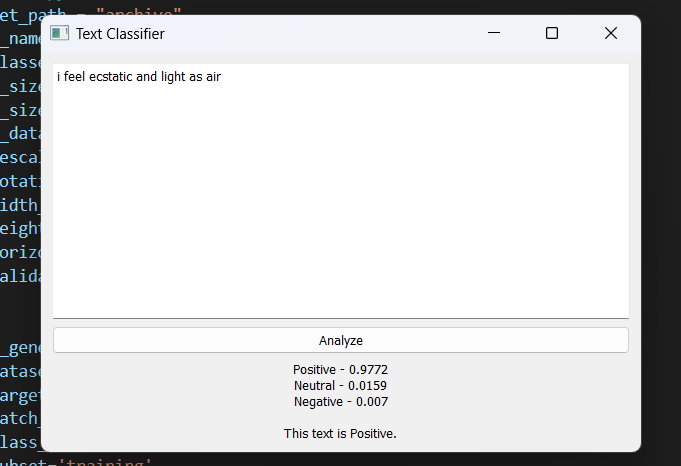 et_path = "archive"
Text Classifier
_name
lasse
_size
_size
_data
escal
otati
idth_
eight
orizo
alida
i feel ecstatic and light as air
_gene
atase
arget
atch_
lass_
ubset='training'
Analyze
Positive - 0.9772
Neutral - 0.0159
Negative - 0.007
This text is Positive.